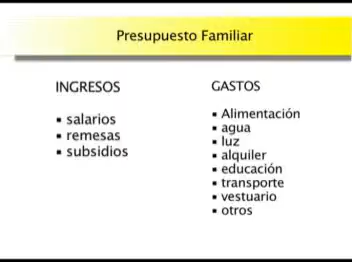 Presupuesto Familiar
INGRESOS
▪ salarios
▪ remesas
▪ subsidios
GASTOS
▪ Alimentación
▪ agua
▪ luz
▪ alquiler
▪ educación
▪ transporte
▪ vestuario
▪ otros